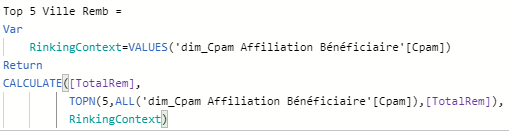 Top 5 Ville Remb =
Var
RinkingContext=VALUES('dim_Cpam Affiliation Bénéficiaire'[Cpam])
Return
CALCULATE([TotalRem],
TOPN(5,ALL('dim_Cpam Affiliation Bénéficiaire'[Cpam]),[TotalRem]),
RinkingContext)